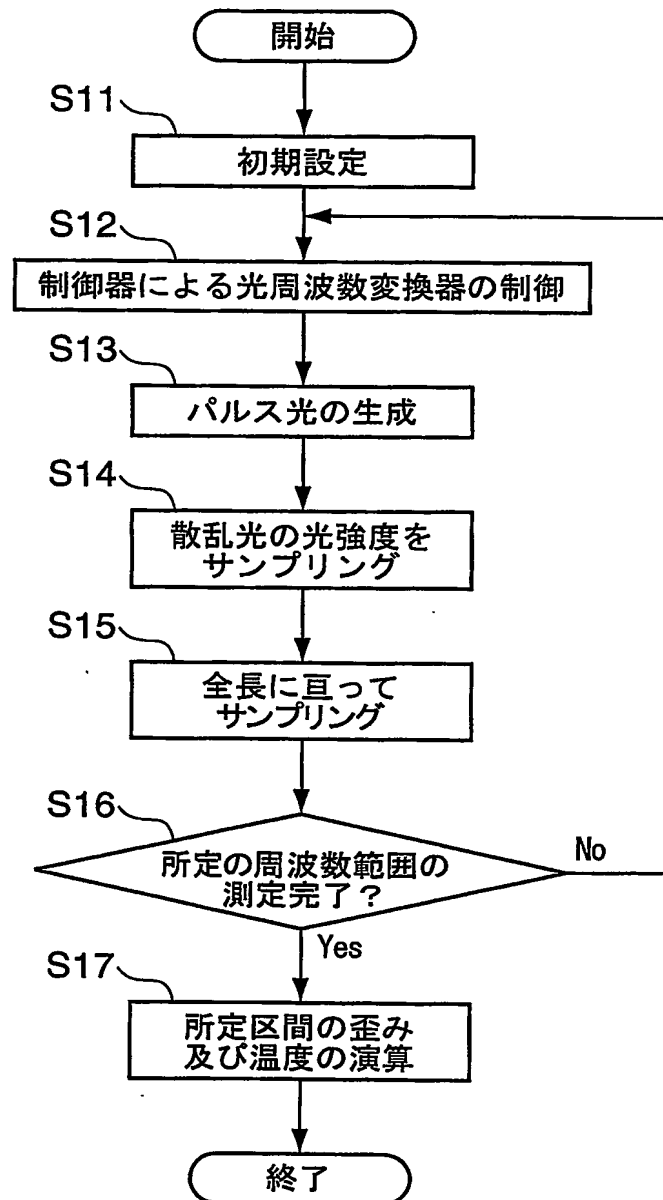 開始
S11
初期設定
S12
制御器による光周波数変換器の制御
S13
パルス光の生成
S14
散乱光の光強度を
サンプリング
S15
全長に亘って
サンプリング
S16
所定の周波数範囲の
測定完了?
No
Yes
S17
所定区間の歪み
及び温度の演算
終了